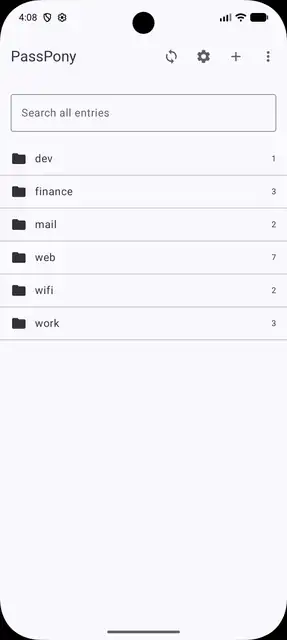 4:08
PassPony
Search all entries
dev 1
finance 3
mail 2
web 7
wifi 2
work 3